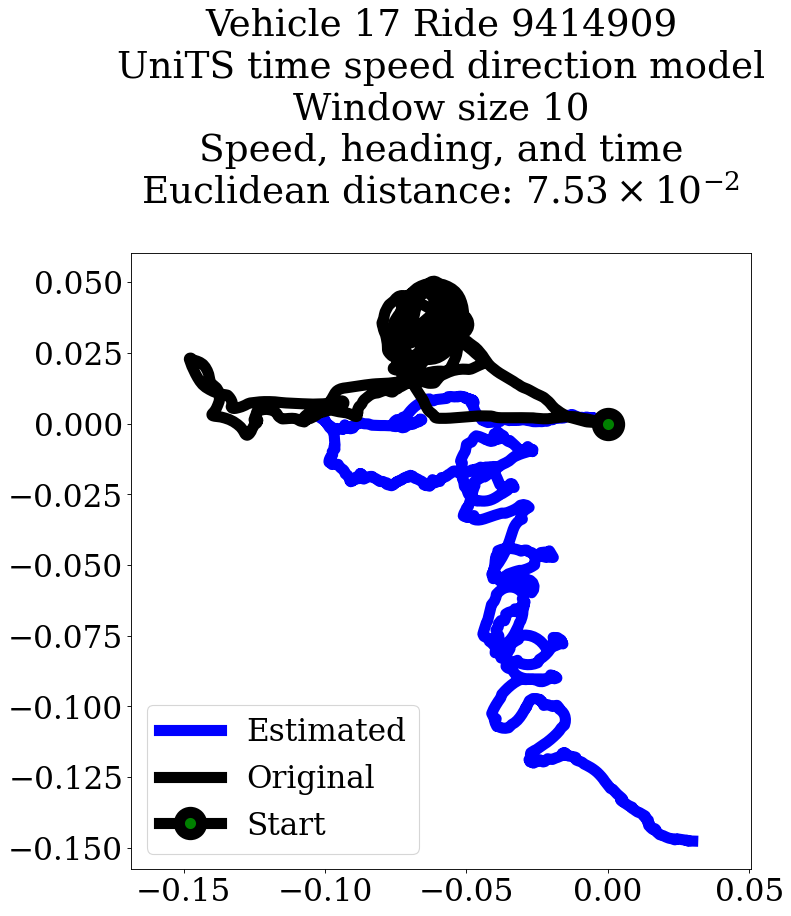 Vehicle 17 Ride 9414909
UniTS time speed direction model
Window size 10
Speed, heading, and time
Euclidean distance: 7.53 × 10⁻²
0.050
0.025
0.000
−0.025
−0.050
−0.075
−0.100
−0.125
−0.150
Estimated
Original
Start
−0.15
−0.10
−0.05
0.00
0.05